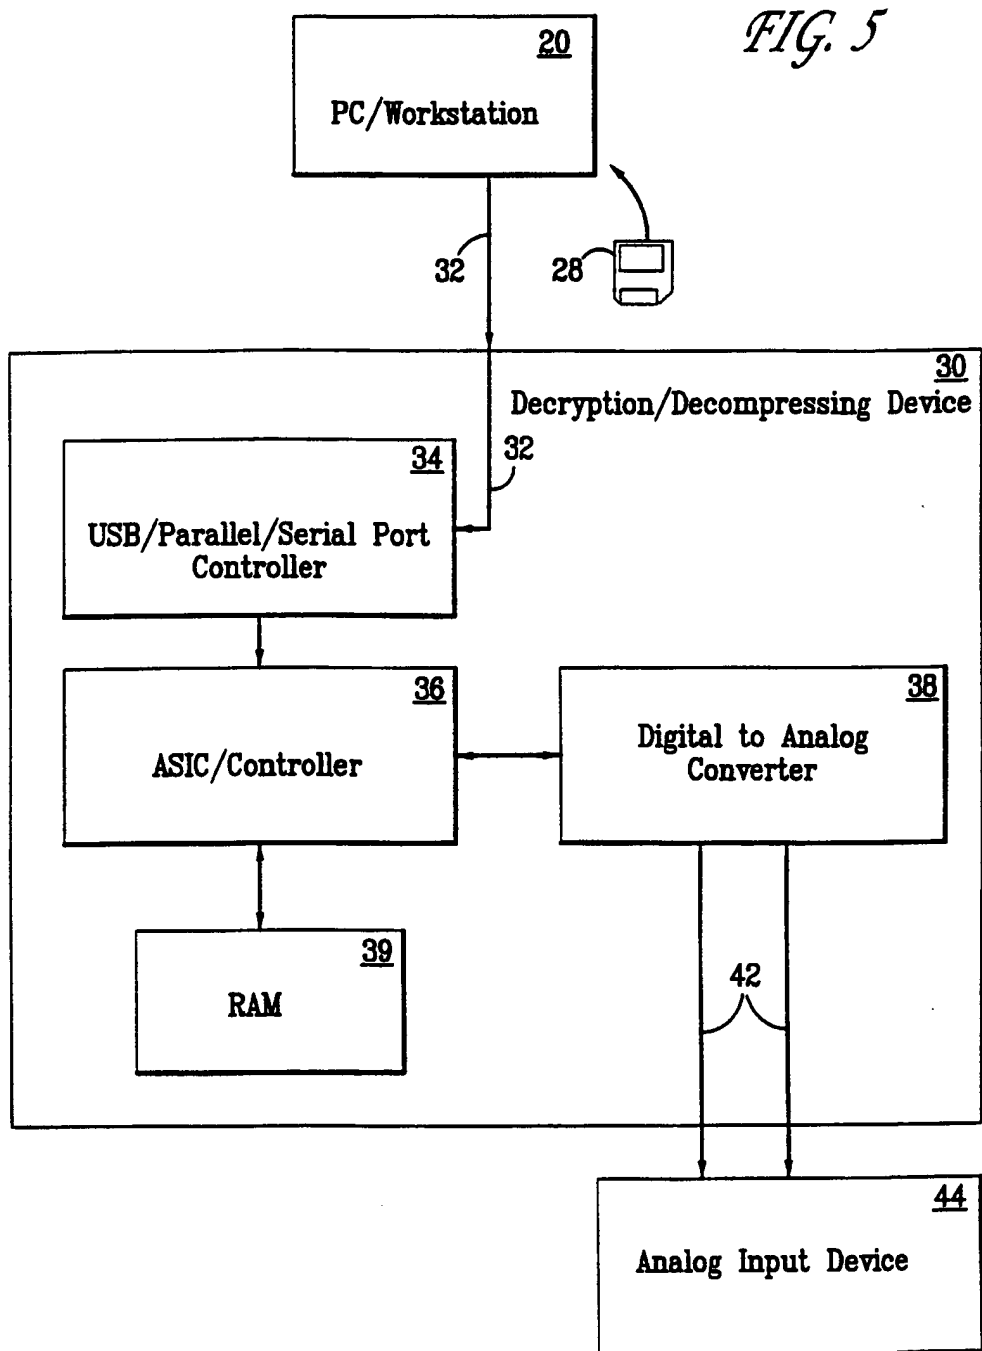 FIG. 5
20
PC/Workstation
32
28
30
Decryption/Decompressing Device
32
34
USB/Parallel/Serial Port
Controller
36
ASIC/Controller
38
Digital to Analog
Converter
39
RAM
42
44
Analog Input Device